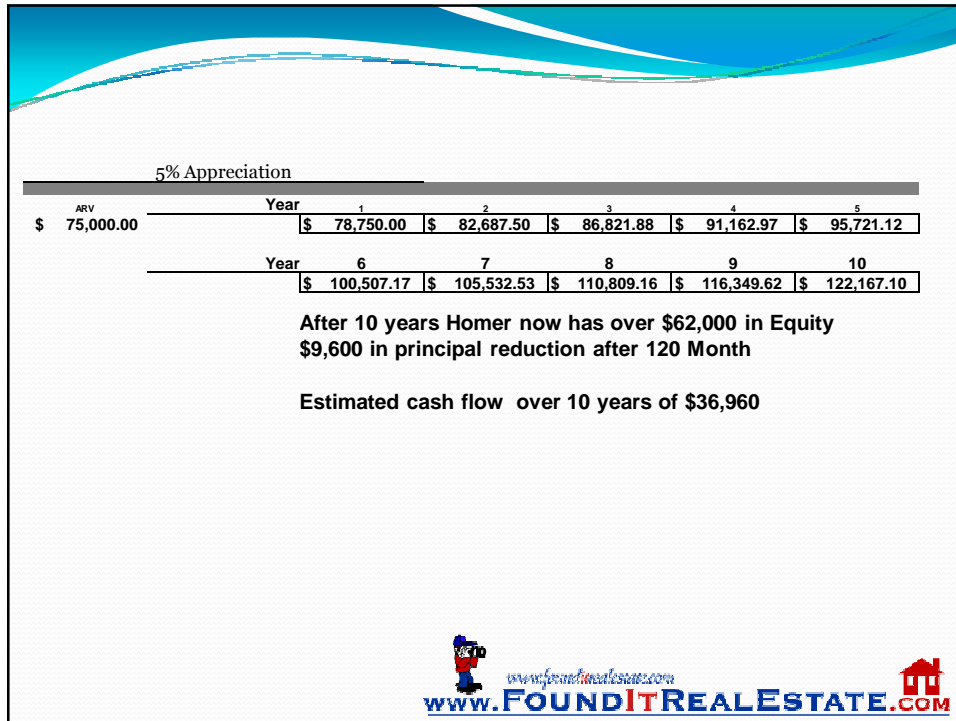 5% Appreciation
ARV Year 1 2 3 4 5
$ 75,000.00 $ 78,750.00 $ 82,687.50 $ 86,821.88 $ 91,162.97 $ 95,721.12
Year 6 7 8 9 10
$ 100,507.17 $ 105,532.53 $ 110,809.16 $ 116,349.62 $ 122,167.10
After 10 years Homer now has over $62,000 in Equity
$9,600 in principal reduction after 120 Month
Estimated cash flow over 10 years of $36,960
www.founditrealestate.com
www.FoundItRealEstate.com